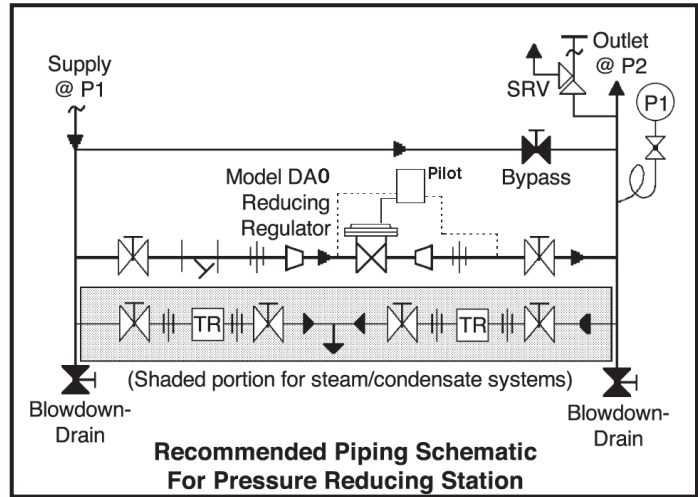 Supply
@ P1
Outlet
@ P2
SRV
P1
Bypass
Model DA0
Reducing
Regulator
Pilot
TR
TR
(Shaded portion for steam/condensate systems)
Blowdown-
Drain
Blowdown-
Drain
Recommended Piping Schematic
For Pressure Reducing Station